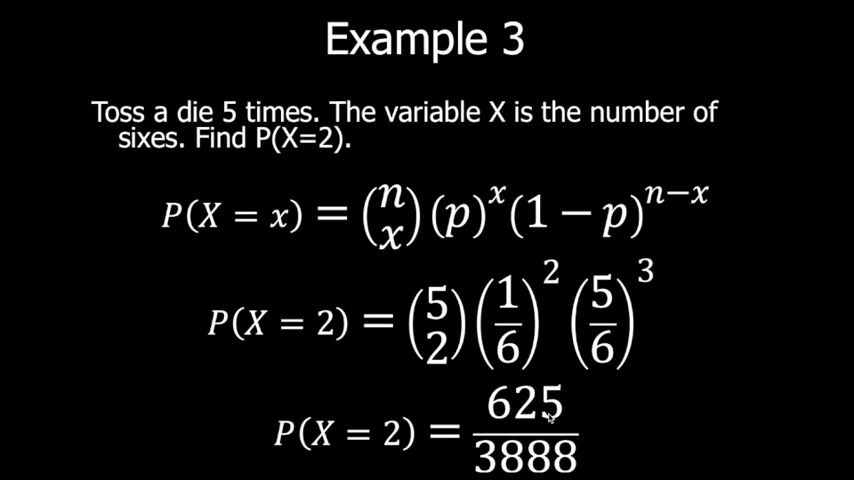 Example 3
Toss a die 5 times. The variable X is the number of
sixes. Find P(X=2).
P(X = x) = (n x) (p)^x (1 − p)^{n−x}
P(X = 2) = (5 2) (1/6)^2 (5/6)^3
P(X = 2) = 625/3888